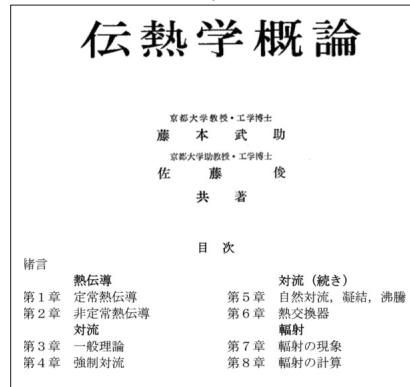 伝熱学概論
京都大学教授・工学博士
藤本武助
京都大学助教授・工学博士
佐藤俊
共著
目次
緒言
熱伝導
第1章 定常熱伝導
第2章 非定常熱伝導
対流
第3章 一般理論
第4章 強制対流
対流（続き）
第5章 自然対流，凝結，沸騰
第6章 熱交換器
輻射
第7章 輻射の現象
第8章 輻射の計算